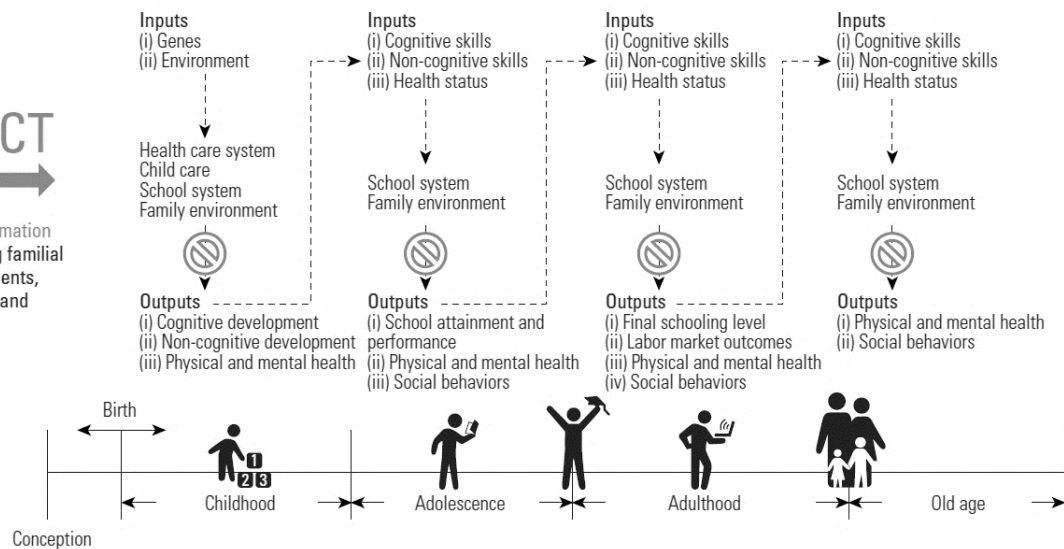 CT
rmation
g familial
ents,
and
Inputs
(i) Genes
(ii) Environment
Health care system
Child care
School system
Family environment
Outputs
(i) Cognitive development
(ii) Non-cognitive development
(iii) Physical and mental health
Inputs
(i) Cognitive skills
(ii) Non-cognitive skills
(iii) Health status
School system
Family environment
Outputs
(i) School attainment and
performance
(ii) Physical and mental health
(iii) Social behaviors
Inputs
(i) Cognitive skills
(ii) Non-cognitive skills
(iii) Health status
School system
Family environment
Outputs
(i) Final schooling level
(ii) Labor market outcomes
(iii) Physical and mental health
(iv) Social behaviors
Inputs
(i) Cognitive skills
(ii) Non-cognitive skills
(iii) Health status
School system
Family environment
Outputs
(i) Physical and mental health
(ii) Social behaviors
Birth
1
2 3
Childhood
Adolescence
Adulthood
Old age
Conception